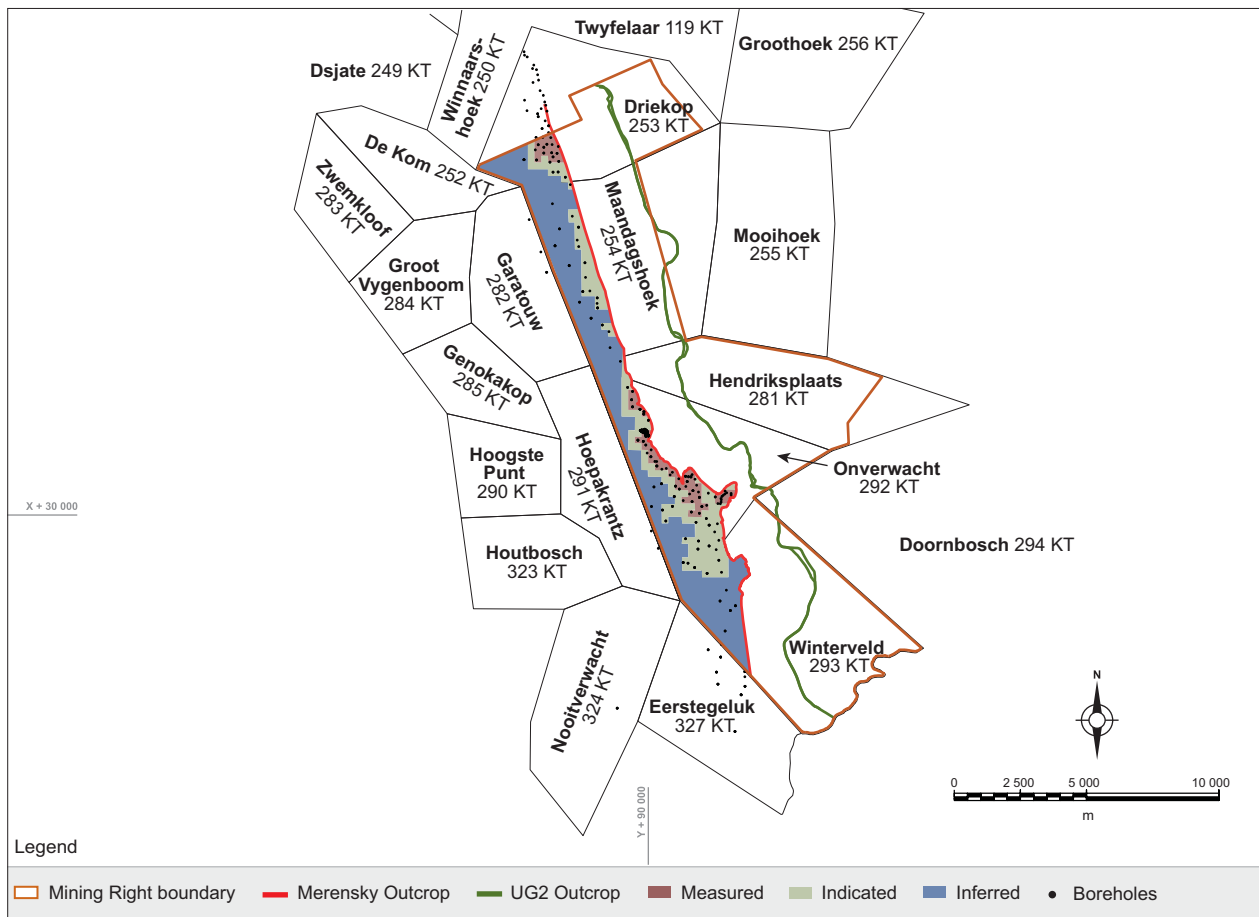 Twyfelaar 119 KT
Groothoek 256 KT
Dsjate 249 KT
Winnaars-
hoek 250 KT
Driekop
253 KT
De Kom 252 KT
Zwemkloof
283 KT
Maandagshoek
254 KT
Mooihoek
255 KT
Groot
Vygenboom
284 KT
Garatouw
282 KT
Genokakop
285 KT
Hendriksplaats
281 KT
Hoogste
Punt
290 KT
Hoepakrantz
291 KT
Onverwacht
292 KT
X + 30 000
Doornbosch 294 KT
Houtbosch
323 KT
Winterveld
293 KT
Nooitverwacht
324 KT
Eerstegeluk
327 KT
N
Y + 90 000
0 2 500 5 000 10 000
m
Legend
Mining Right boundary Merensky Outcrop UG2 Outcrop Measured Indicated Inferred Boreholes